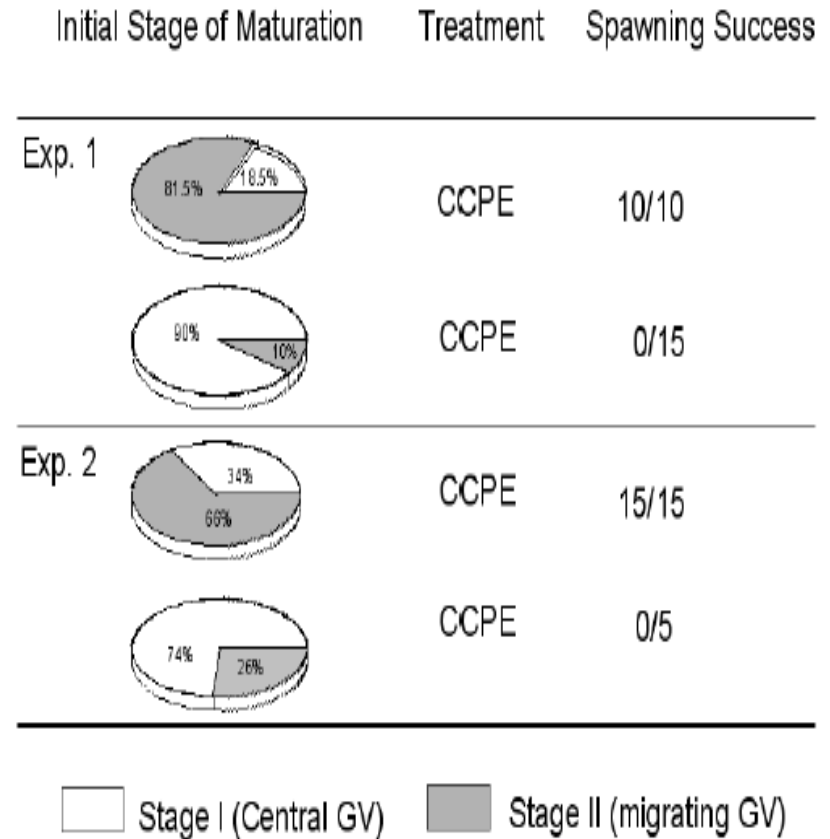 Initial Stage of Maturation Treatment Spawning Success
Exp. 1
81.5% 18.5% CCPE 10/10
90% 10% CCPE 0/15
Exp. 2
34% 66% CCPE 15/15
74% 26% CCPE 0/5
Stage I (Central GV) Stage II (migrating GV)